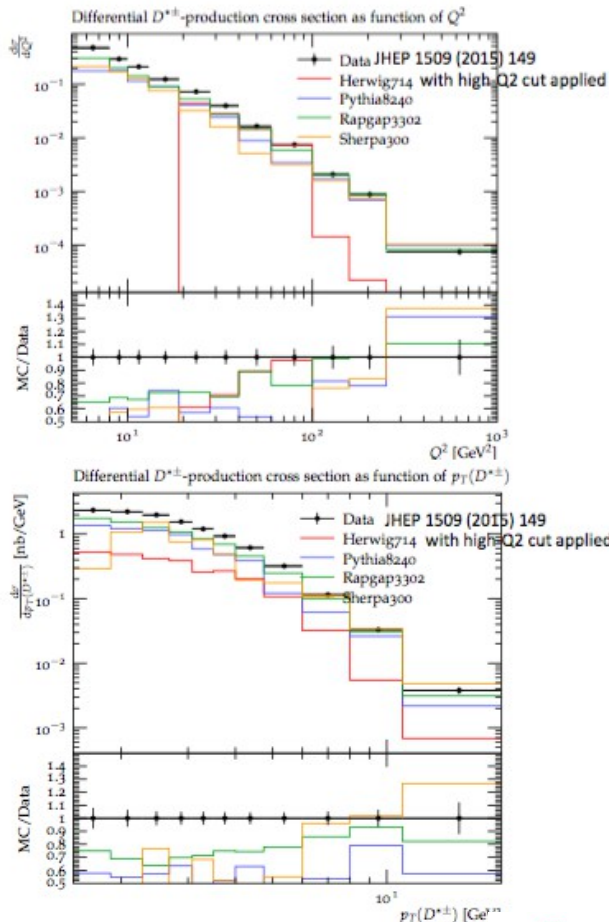 Differential D*±-production cross section as function of Q²
dσ/dQ²
Data JHEP 1509 (2015) 149
Herwig714 with high Q2 cut applied
Pythia8240
Rapgap3302
Sherpa300
10⁻¹
10⁻²
10⁻³
10⁻⁴
MC/Data
1.4
1.3
1.2
1.1
1
0.9
0.8
0.7
0.6
0.5
10¹ 10² 10³
Q² [GeV²]
Differential D*±-production cross section as function of pT(D*±)
dσ/dpT(D*±) [nb/GeV]
Data JHEP 1509 (2015) 149
Herwig714 with high Q2 cut applied
Pythia8240
Rapgap3302
Sherpa300
1
10⁻¹
10⁻²
10⁻³
MC/Data
1.4
1.3
1.2
1.1
1
0.9
0.8
0.7
0.6
0.5
10¹
pT(D*±)